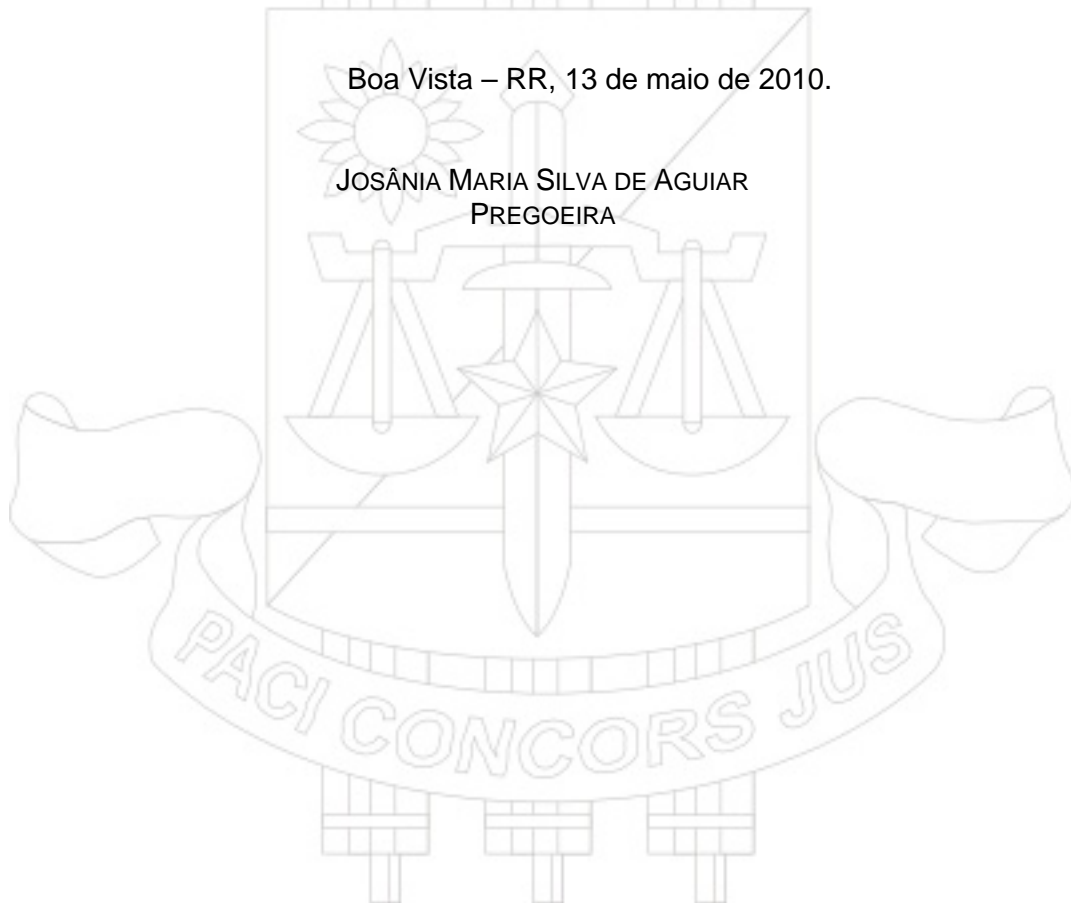 Boa Vista – RR, 13 de maio de 2010.
JOSÂNIA MARIA SILVA DE AGUIAR
PREGOEIRA
PACI CONCORS JUS